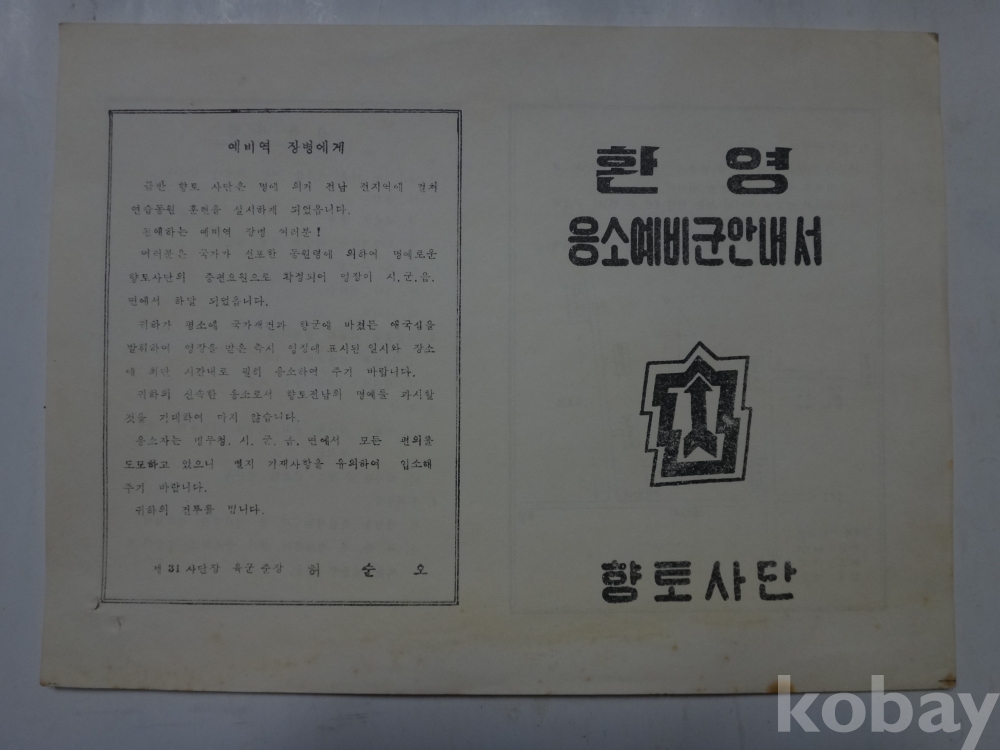 예비역 장병에게
금반 향토 사단은 명에 의거 전남 전지역에 걸쳐
연습동원 훈련을 실시하게 되었읍니다.
친애하는 예비역 장병 여러분!
여러분은 국가가 선포한 동원령에 의하여 명예로운
향토사단의 충편요원으로 확정되어 영장이 시.군.읍.
면에서 하달 되었읍니다.
귀하가 평소에 국가재건과 향군에 바쳤든 애국심을
발휘하여 영장을 받은 즉시 영장에 표시된 일시와 장소
에 최단 시간내로 필히 응소하여 주기 바랍니다.
귀하의 신속한 응소로서 향토전남의 명예를 과시할
것을 기대하여 마지 않습니다.
응소자는 병무청.시.군.읍.면에서 모든 편의를
도모하고 있으니 별지 기재사항을 유의하여 입소해
주기 바랍니다.
귀하의 건투를 빕니다.
제 31 사단장 육군 준장 허 순 오
환 영
응소예비군안내서
향토사단
kobay